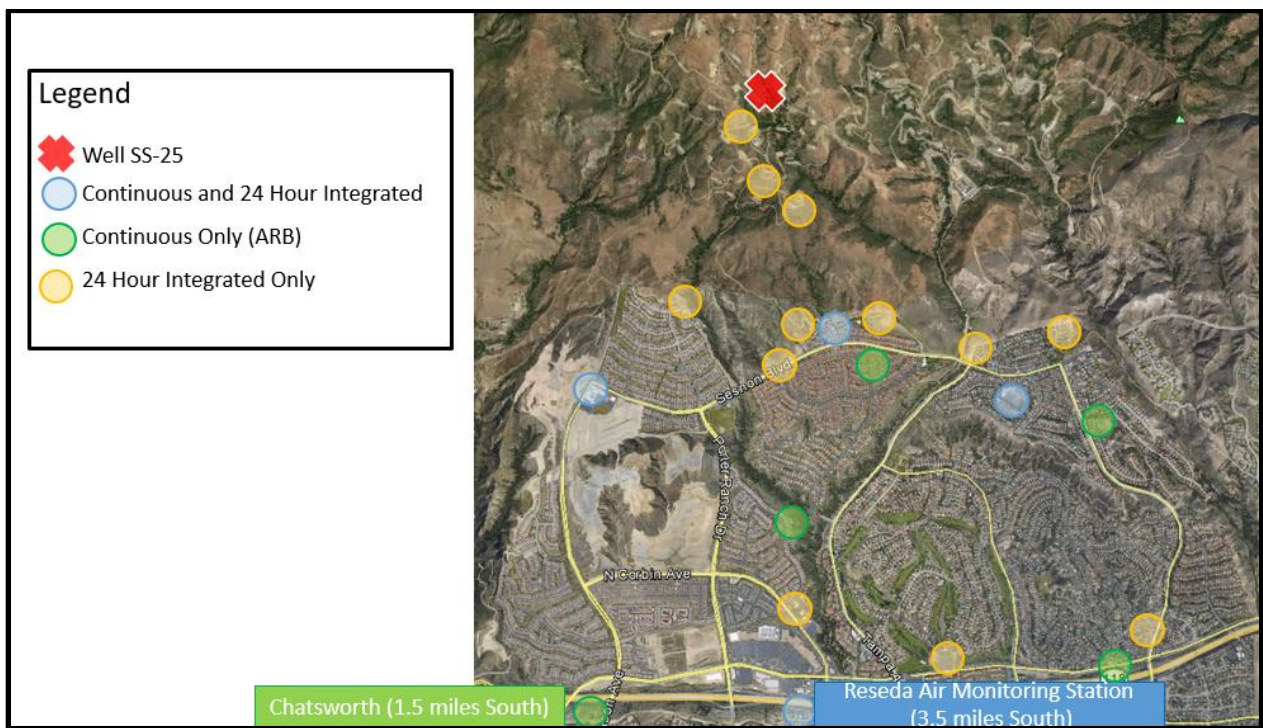 Legend
Well SS-25
Continuous and 24 Hour Integrated
Continuous Only (ARB)
24 Hour Integrated Only
Sesnon Blvd
Porter Ranch Dr
N Corbin Ave
Tampa A
Chatsworth (1.5 miles South)
Reseda Air Monitoring Station
(3.5 miles South)